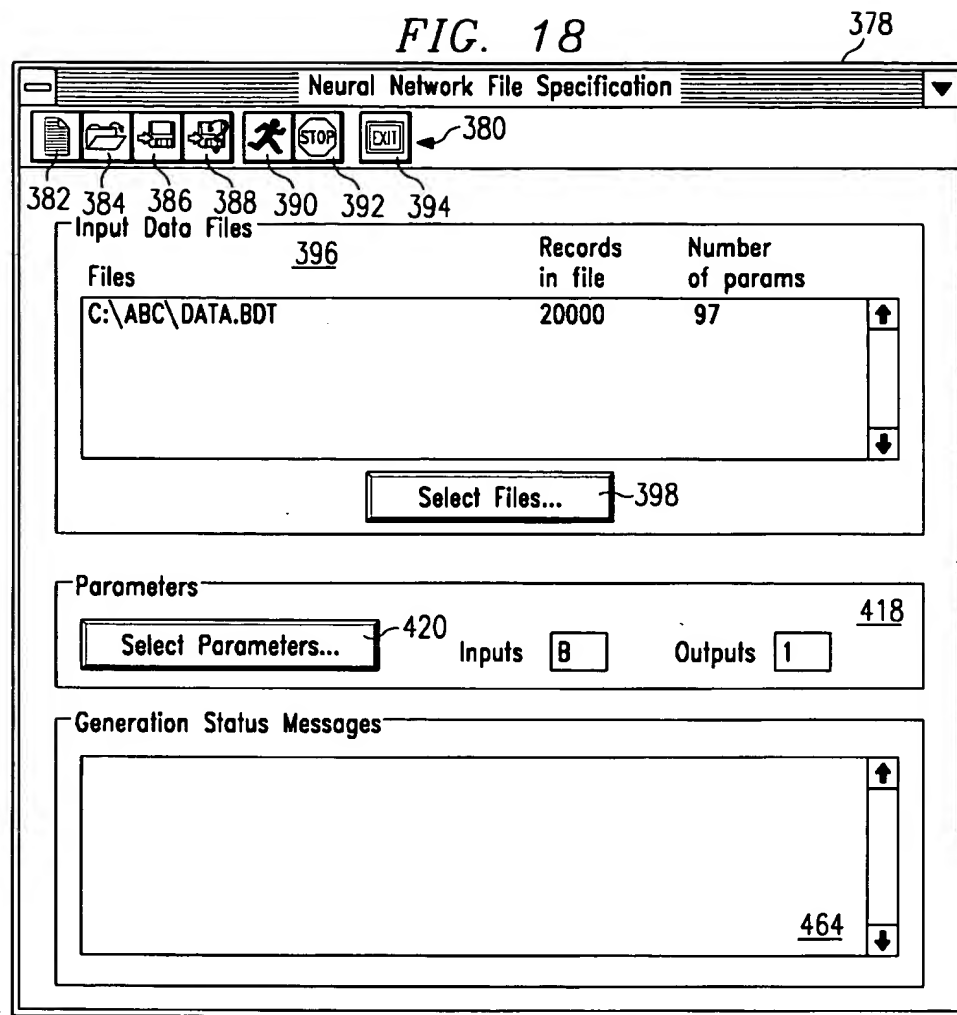 FIG. 18
378
Neural Network File Specification
STOP
EXIT
380
382 384 386 388 390 392 394
Input Data Files
396
Files
Records in file
Number of params
C:\ABC\DATA.BDT 20000 97
Select Files...
398
Parameters
418
Select Parameters...
420
Inputs B
Outputs 1
Generation Status Messages
464